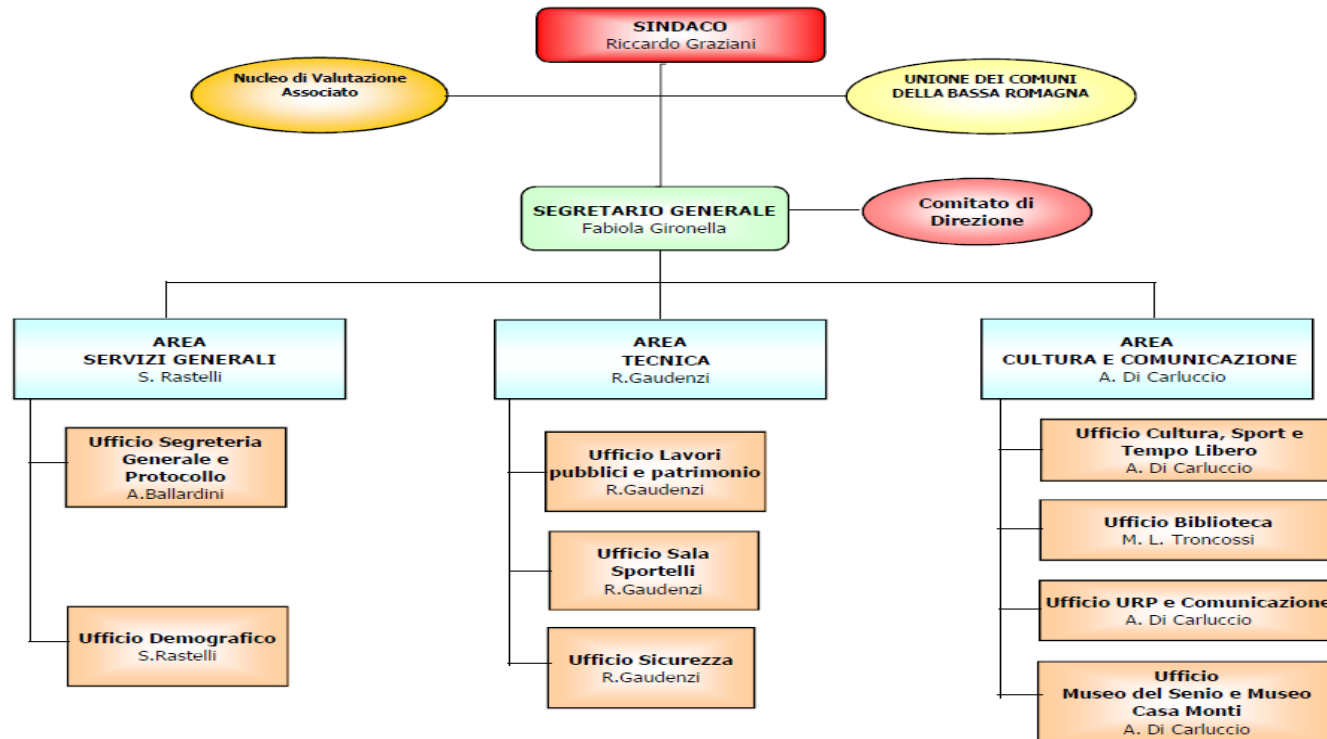 SINDACO
Riccardo Graziani
Nucleo di Valutazione
Associato
UNIONE DEI COMUNI
DELLA BASSA ROMAGNA
SEGRETARIO GENERALE
Fabiola Gironella
Comitato di
Direzione
AREA
SERVIZI GENERALI
S. Rastelli
Ufficio Segreteria
Generale e
Protocollo
A.Ballardini
Ufficio Demografico
S.Rastelli
AREA
TECNICA
R.Gaudenzi
Ufficio Lavori
pubblici e patrimonio
R.Gaudenzi
Ufficio Sala
Sportelli
R.Gaudenzi
Ufficio Sicurezza
R.Gaudenzi
AREA
CULTURA E COMUNICAZIONE
A. Di Carluccio
Ufficio Cultura, Sport e
Tempo Libero
A. Di Carluccio
Ufficio Biblioteca
M. L. Troncossi
Ufficio URP e Comunicazione
A. Di Carluccio
Ufficio
Museo del Senio e Museo
Casa Monti
A. Di Carluccio